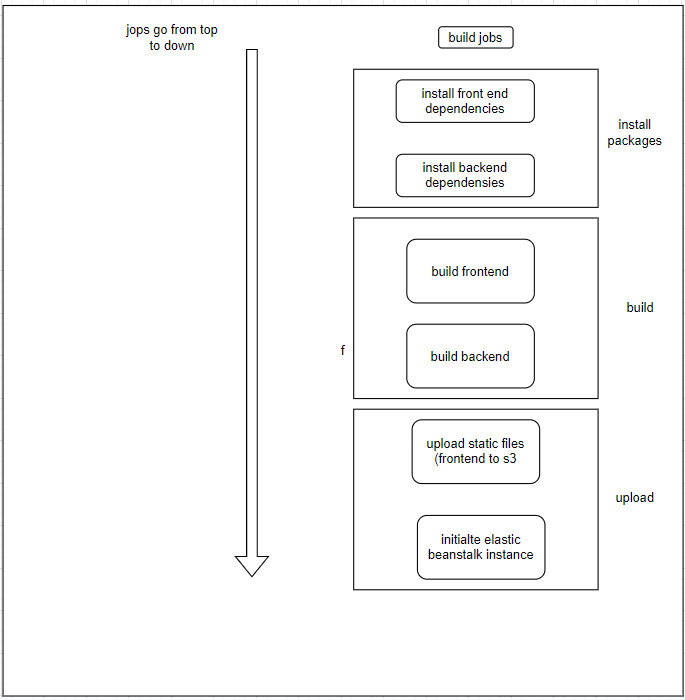 jops go from top
to down
build jobs
install front end
dependencies
install backend
dependensies
install
packages
build frontend
build backend
build
f
upload static files
(frontend to s3
initialte elastic
beanstalk instance
upload